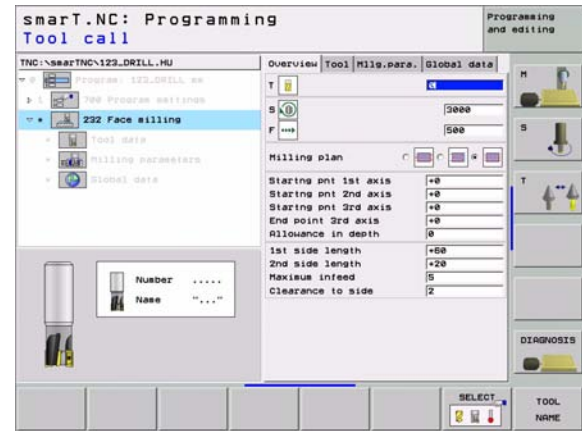 smarT.NC: Programming
Tool call
Programming
and editing
TNC:\smarTNC\123_DRILL.HU
0 Program: 123_DRILL mm
1 700 Program settings
232 Face milling
Tool data
Milling parameters
Global data
Number .....
Name "..."
Overview Tool Mllg.para. Global data
T
S 3000
F 500
Milling plan
Startng pnt 1st axis +0
Startng pnt 2nd axis +0
Startng pnt 3rd axis +0
End point 3rd axis +0
Allowance in depth 0
1st side length +60
2nd side length +20
Maximum infeed 5
Clearance to side 2
M
S
T
DIAGNOSIS
SELECT
TOOL
NAME